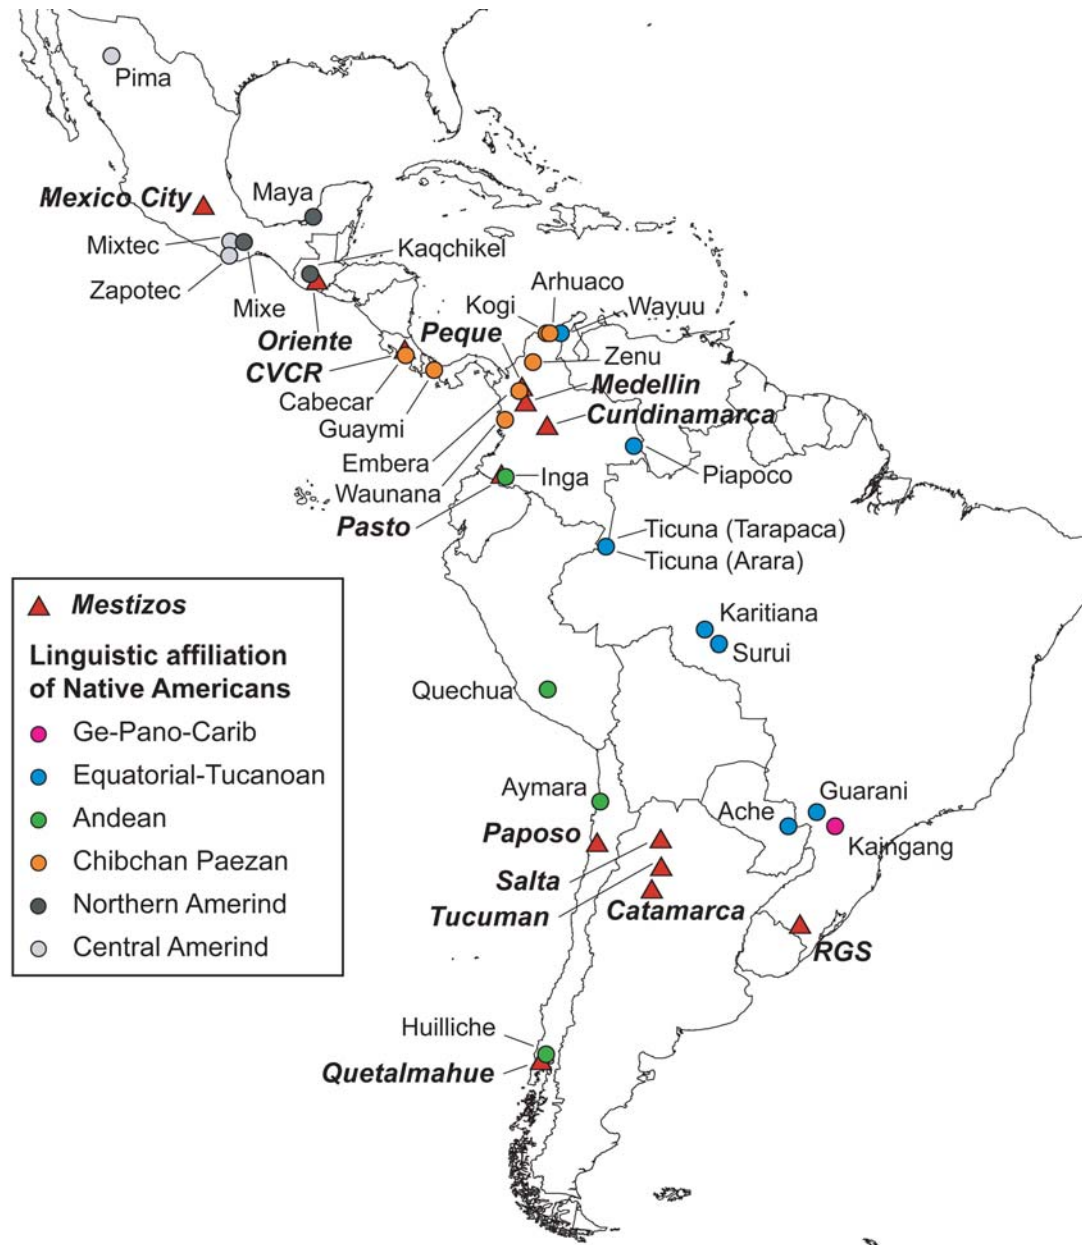 Pima
Mexico City
Maya
Mixtec
Kaqchikel
Zapotec
Mixe
Arhuaco
Kogi
Wayuu
Oriente
Peque
CVCR
Zenu
Medellin
Cabecar
Cundinamarca
Guaymi
Embera
Piapoco
Waunana
Inga
Pasto
Ticuna (Tarapaca)
Ticuna (Arara)
Mestizos
Linguistic affiliation
of Native Americans
Ge-Pano-Carib
Equatorial-Tucanoan
Andean
Chibchan Paezan
Northern Amerind
Central Amerind
Karitiana
Surui
Quechua
Aymara
Guarani
Ache
Paposo
Kaingang
Salta
Tucuman
Catamarca
RGS
Huilliche
Quetalmahue